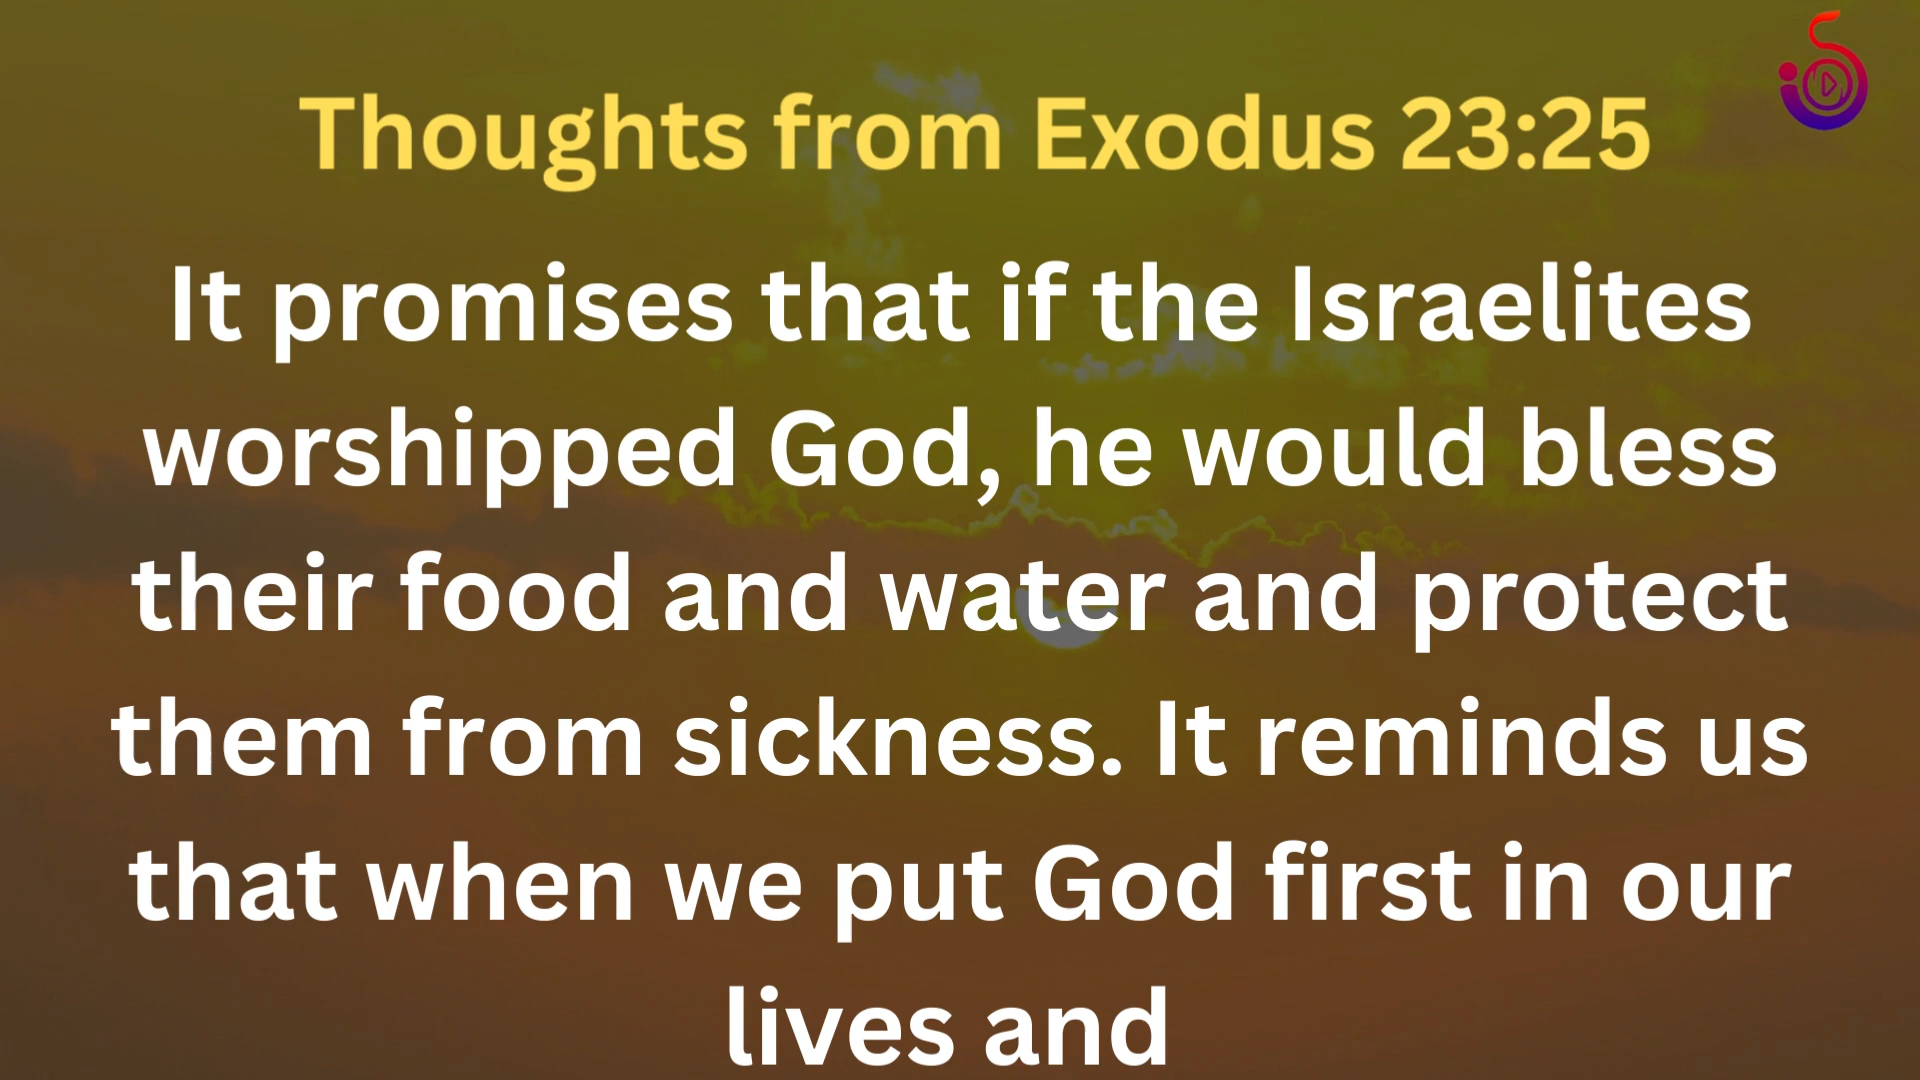 Thoughts from Exodus 23:25
It promises that if the Israelites
worshipped God, he would bless
their food and water and protect
them from sickness. It reminds us
that when we put God first in our
lives and